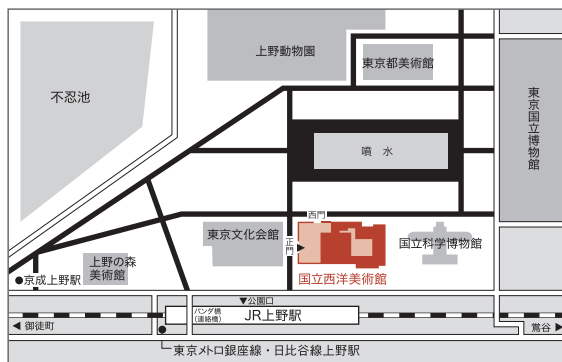 上野動物園
東京都美術館
不忍池
東京国立博物館
噴水
西門
東京文化会館
正門
国立科学博物館
上野の森
美術館
国立西洋美術館
●京成上野駅
▼公園口
パンダ橋
(連絡橋)
JR上野駅
◀御徒町
鶯谷▶
東京メトロ銀座線・日比谷線上野駅